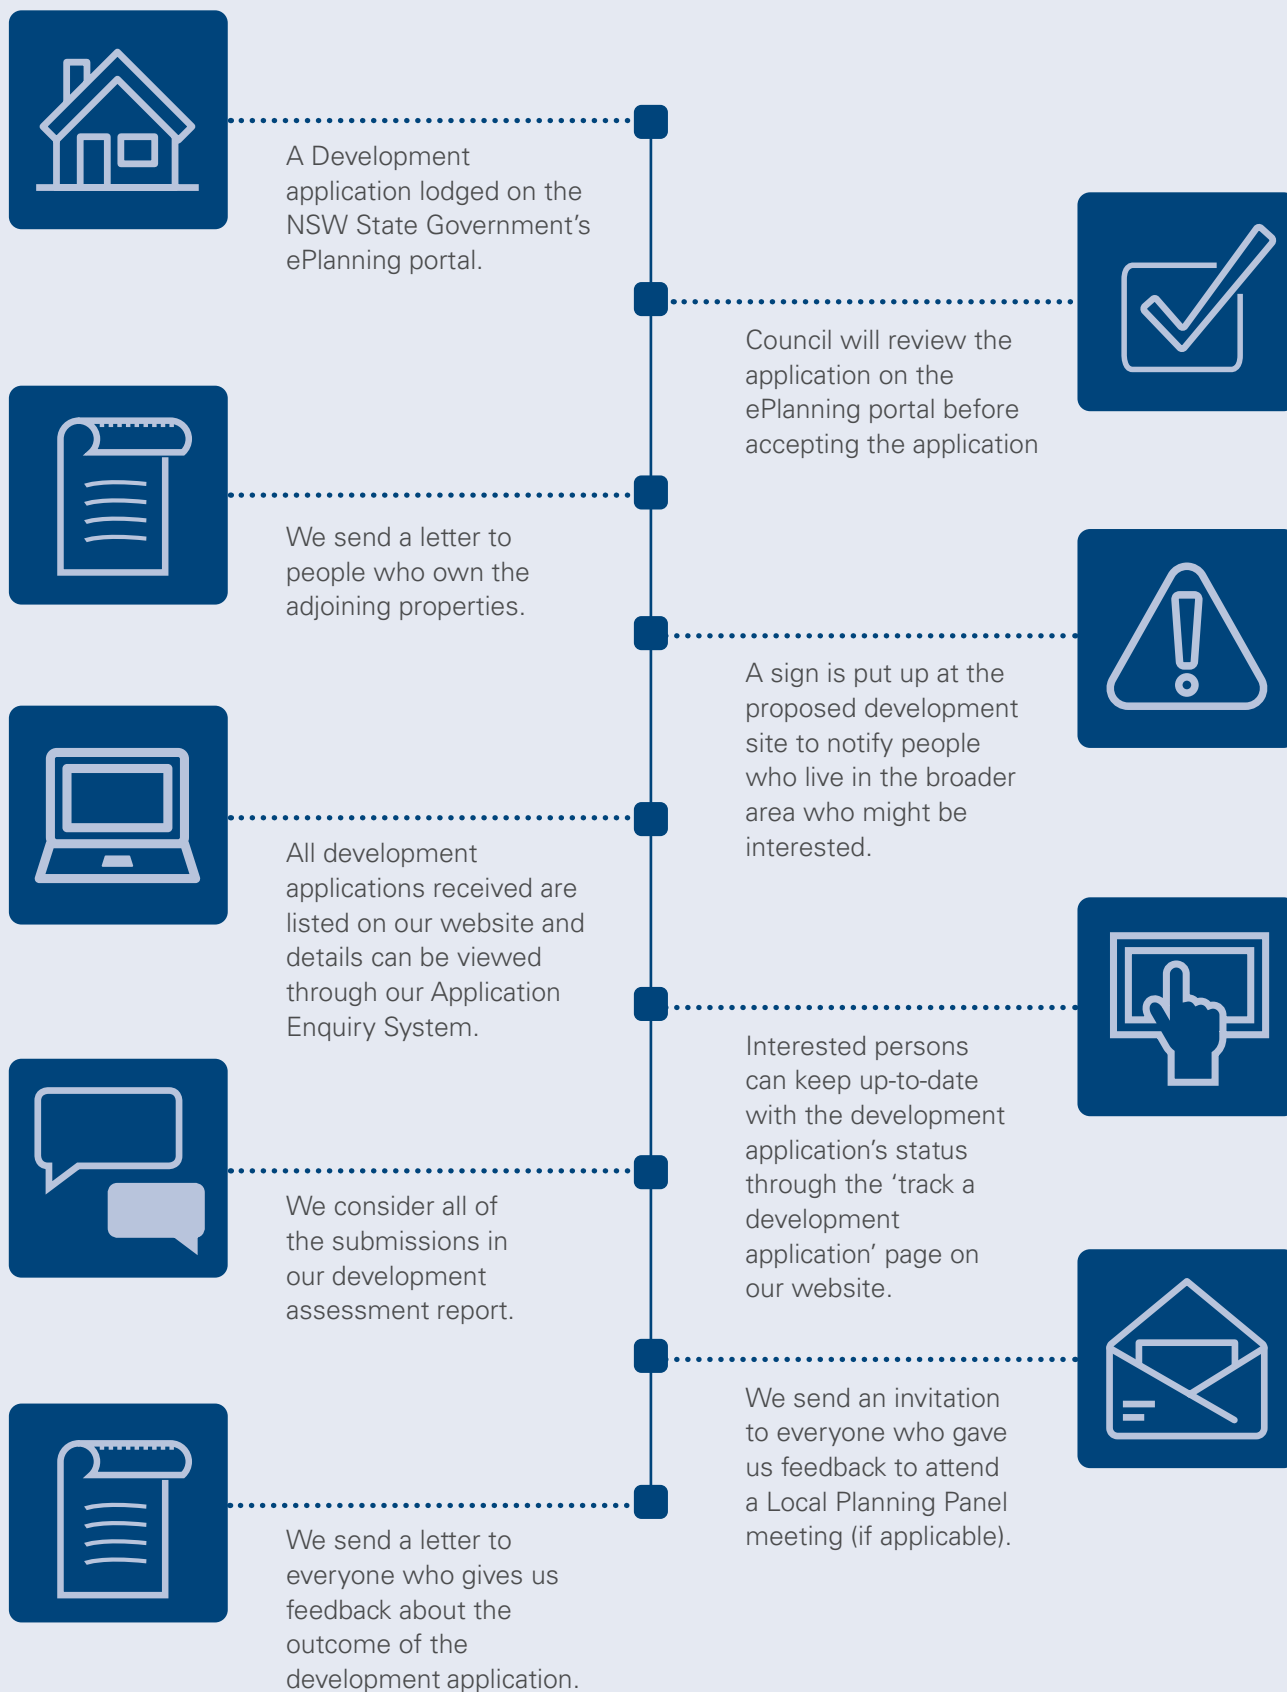 A Development
application lodged on the
NSW State Government’s
ePlanning portal.
Council will review the
application on the
ePlanning portal before
accepting the application
We send a letter to
people who own the
adjoining properties.
A sign is put up at the
proposed development
site to notify people
who live in the broader
area who might be
interested.
All development
applications received are
listed on our website and
details can be viewed
through our Application
Enquiry System.
Interested persons
can keep up-to-date
with the development
application’s status
through the ‘track a
development
application’ page on
our website.
We consider all of
the submissions in
our development
assessment report.
We send an invitation
to everyone who gave
us feedback to attend
a Local Planning Panel
meeting (if applicable).
We send a letter to
everyone who gives us
feedback about the
outcome of the
development application.